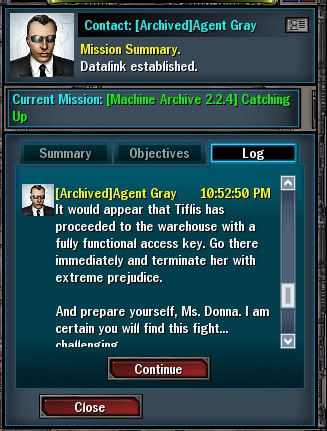 Contact: [Archived]Agent Gray
Mission Summary.
Datalink established.
Current Mission: [Machine Archive 2.2.4] Catching
Up
Summary
Objectives
Log
[Archived]Agent Gray 10:52:50 PM
It would appear that Tiflis has
proceeded to the warehouse with a
fully functional access key. Go there
immediately and terminate her with
extreme prejudice.
And prepare yourself, Ms. Donna. I am
certain you will find this fight...
challenging.
Continue
Close